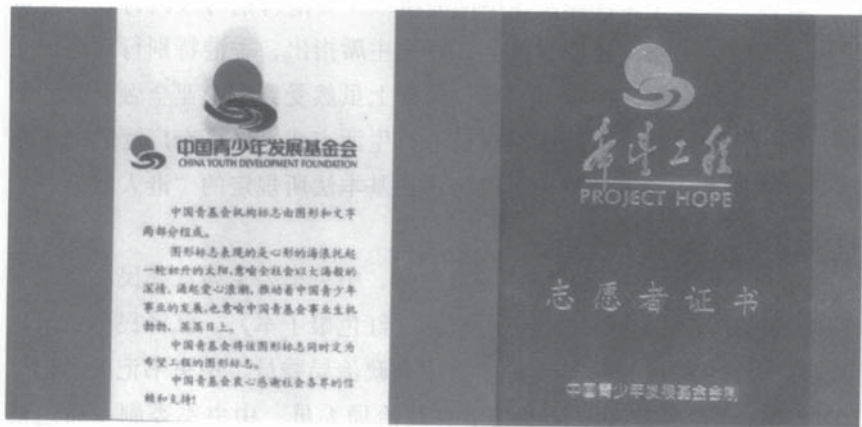 中国青少年发展基金会
CHINA YOUTH DEVELOPMENT FOUNDATION
中国青基会机构标志由图形和文字
两部分组成。
图形标志表现的是心形的海浪托起
一轮初升的太阳,意喻全社会以大海般的
深情,涌起爱心浪潮,推动着中国青少年
事业的发展,也意喻中国青基会事业生机
勃勃、蒸蒸日上。
中国青基会将该图形标志同时定为
希望工程的图形标志。
中国青基会衷心感谢社会各界的信
赖和支持!
希望工程
PROJECT HOPE
志愿者证书
中国青少年发展基金会制